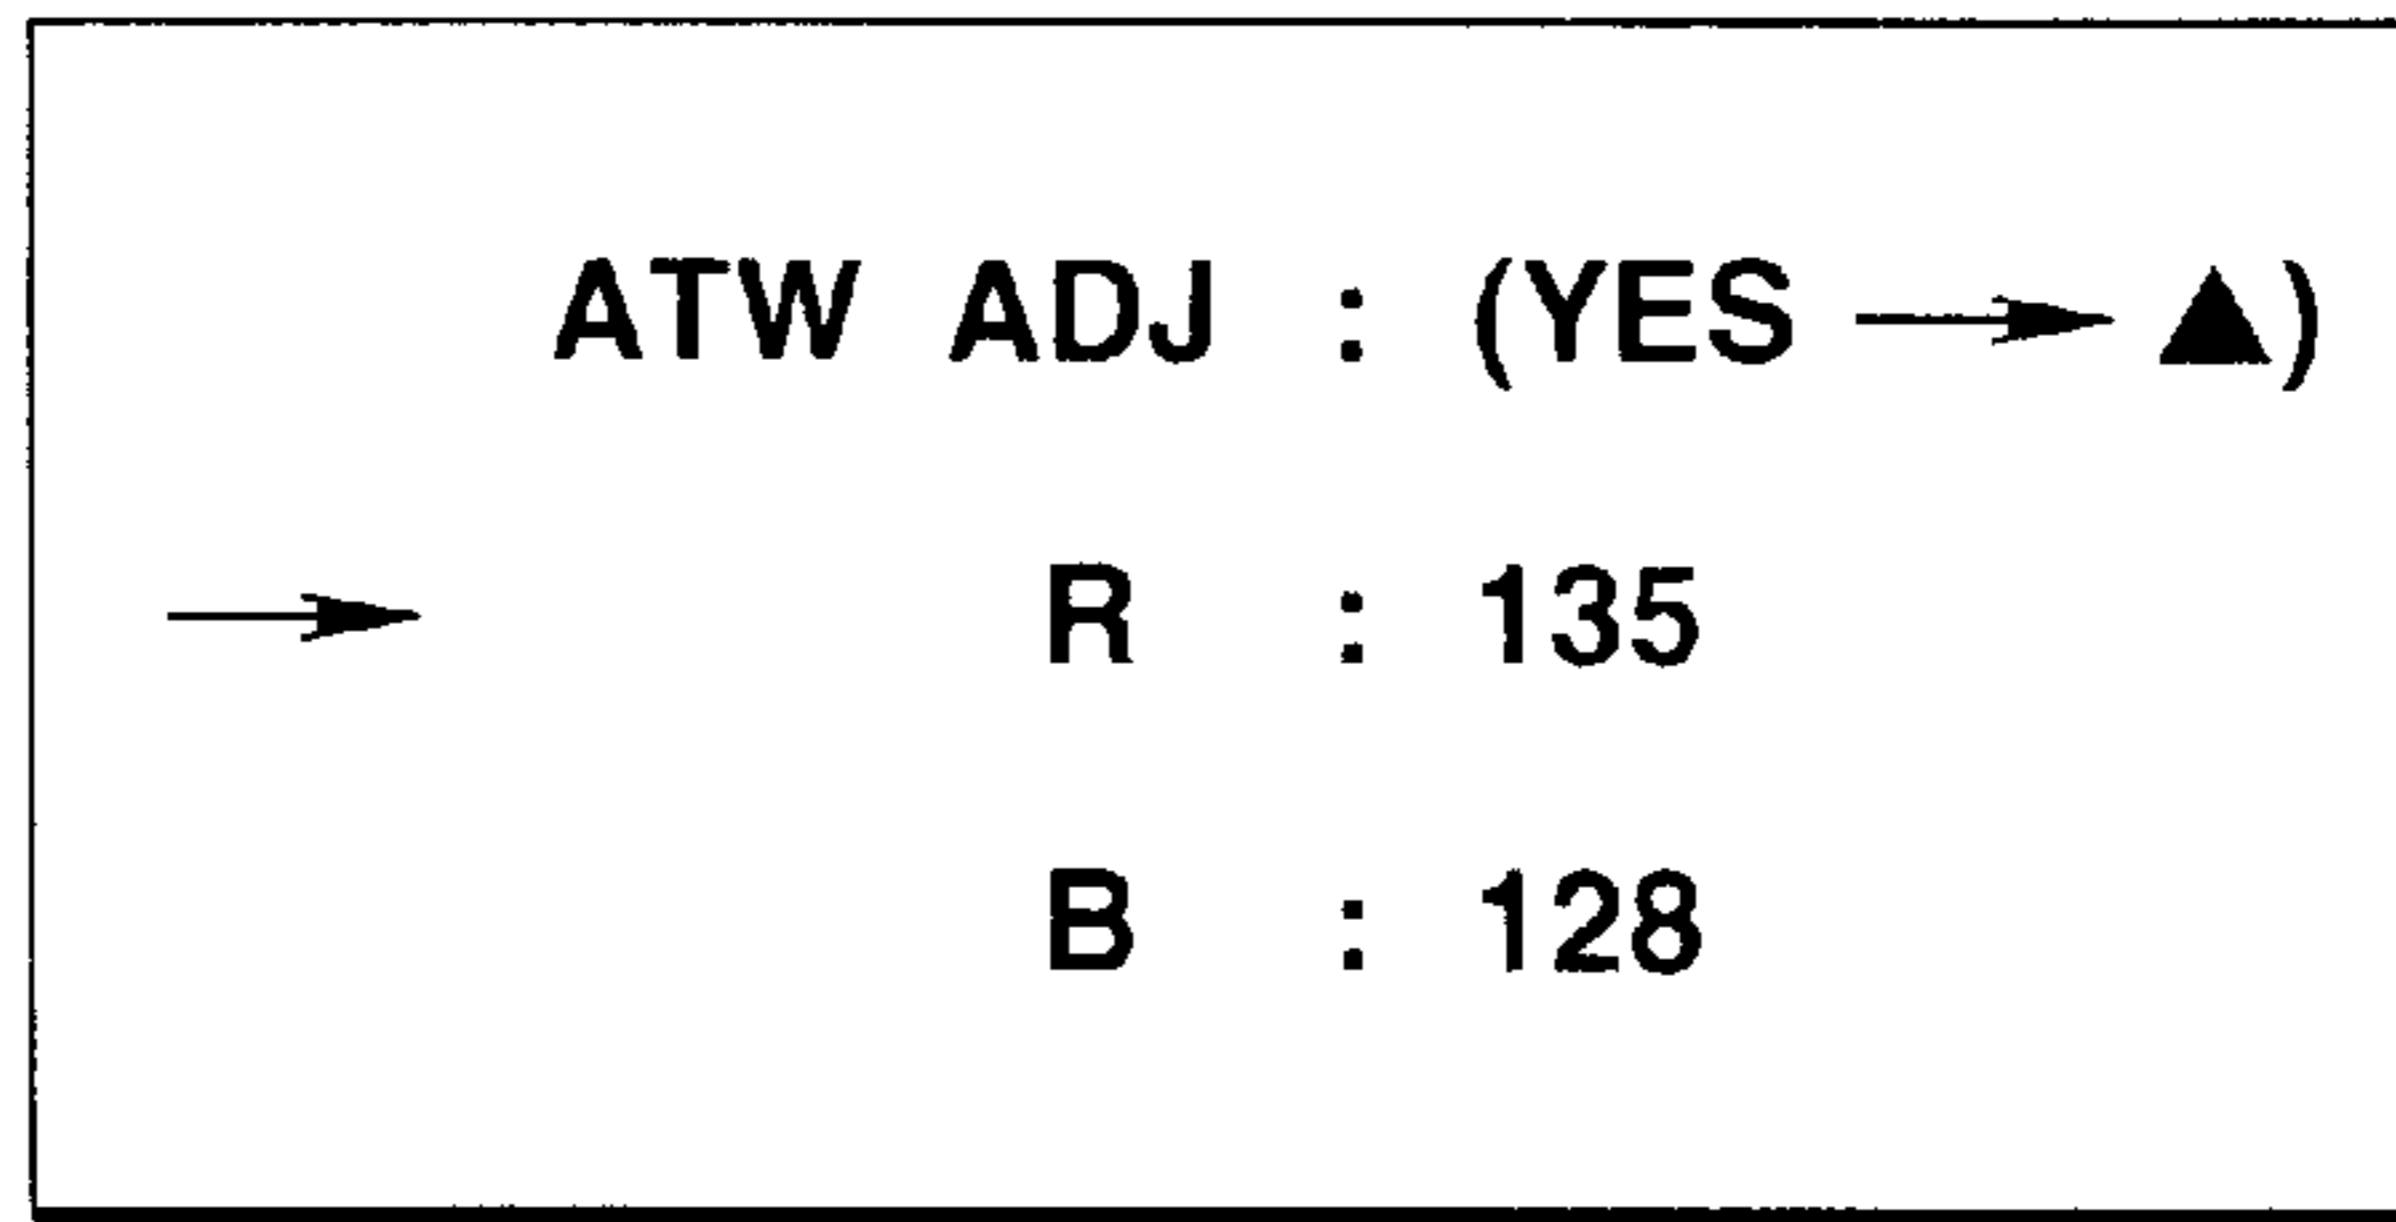 ATW ADJ : (YES → ▲)
→ R : 135
B : 128